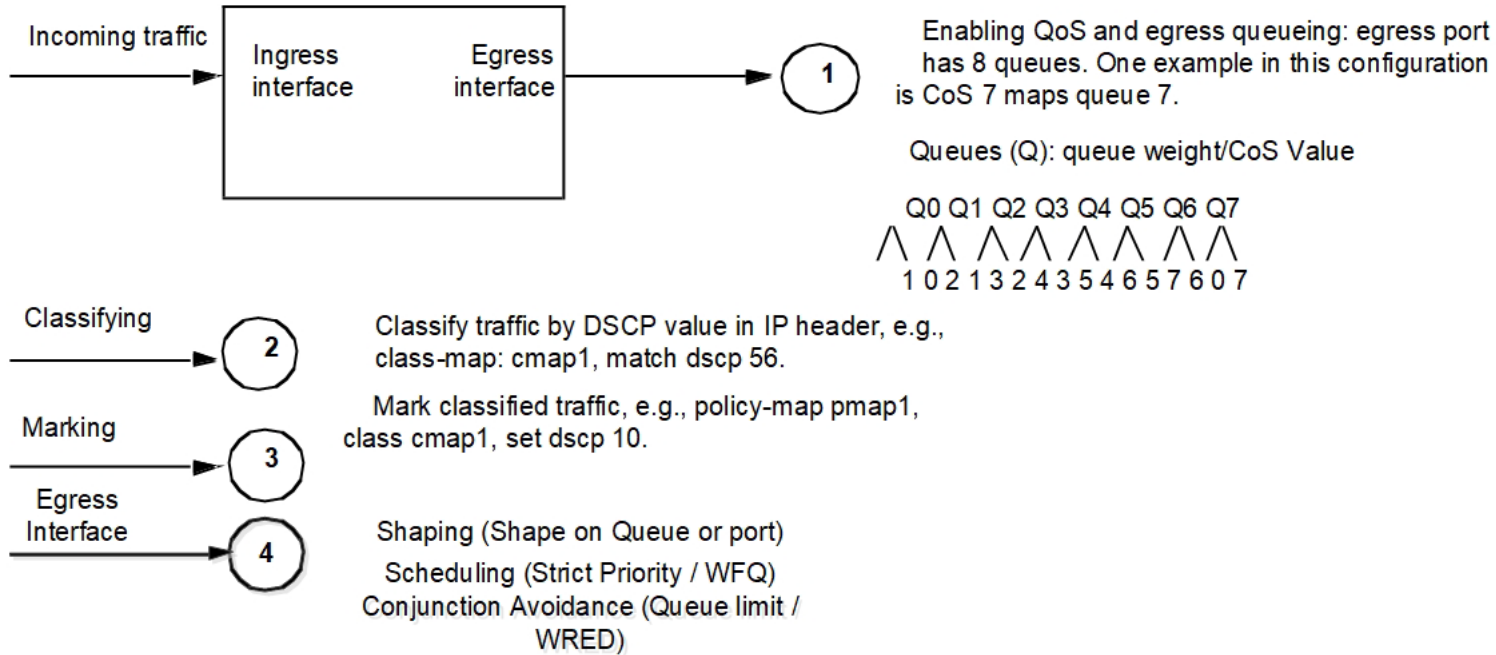 Incoming traffic
Ingress
interface
Egress
interface
1
Enabling QoS and egress queueing: egress port
has 8 queues. One example in this configuration
is CoS 7 maps queue 7.
Queues (Q): queue weight/CoS Value
Q0 Q1 Q2 Q3 Q4 Q5 Q6 Q7
1 0 2 1 3 2 4 3 5 4 6 5 7 6 0 7
Classifying
2
Classify traffic by DSCP value in IP header, e.g.,
class-map: cmap1, match dscp 56.
Marking
3
Mark classified traffic, e.g., policy-map pmap1,
class cmap1, set dscp 10.
Egress
Interface
4
Shaping (Shape on Queue or port)
Scheduling (Strict Priority / WFQ)
Conjunction Avoidance (Queue limit /
WRED)